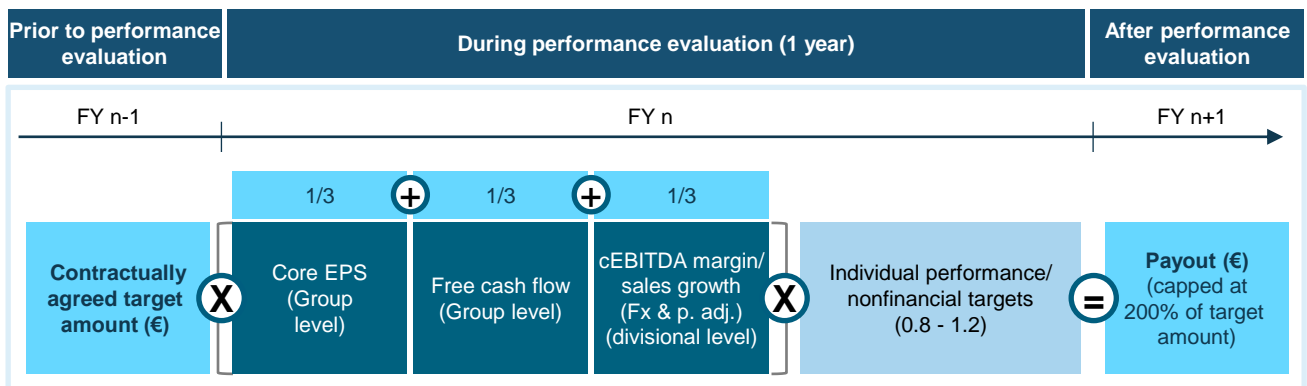 Prior to performance
evaluation
During performance evaluation (1 year)
After performance
evaluation
FY n-1
FY n
FY n+1
1/3
+
1/3
+
1/3
Contractually
agreed target
amount (€)
X
Core EPS
(Group
level)
Free cash flow
(Group level)
cEBITDA margin/
sales growth
(Fx & p. adj.)
(divisional level)
X
Individual performance/
nonfinancial targets
(0.8 - 1.2)
=
Payout (€)
(capped at
200% of target
amount)